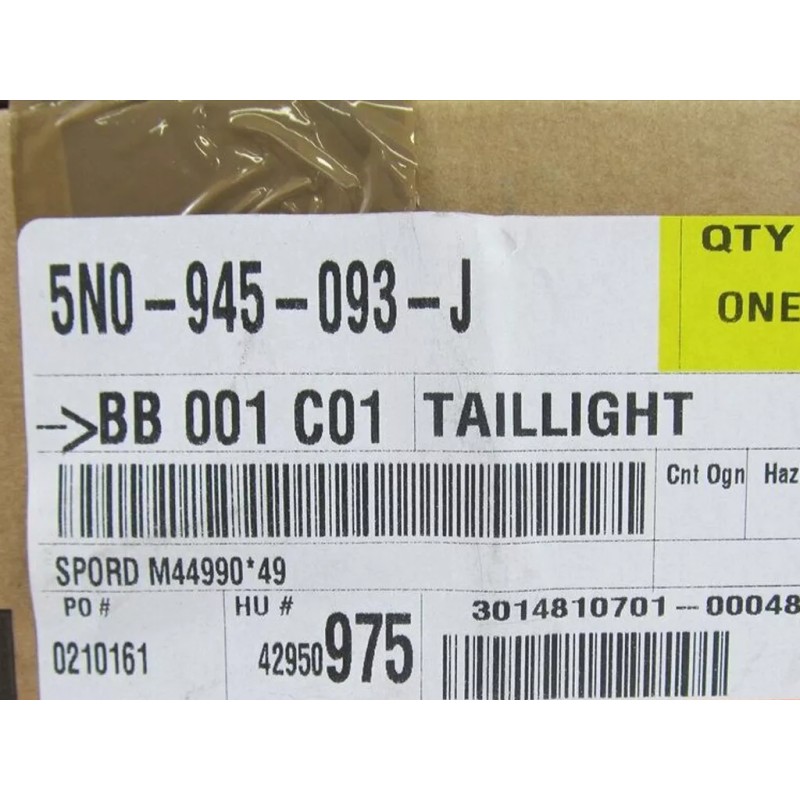 5N0-945-093-J
QTY
ONE
->BB 001 C01
TAILLIGHT
Cnt Ogn
Haz
SPORD M44990*49
PO #
HU #
3014810701-00048
0210161
42950975